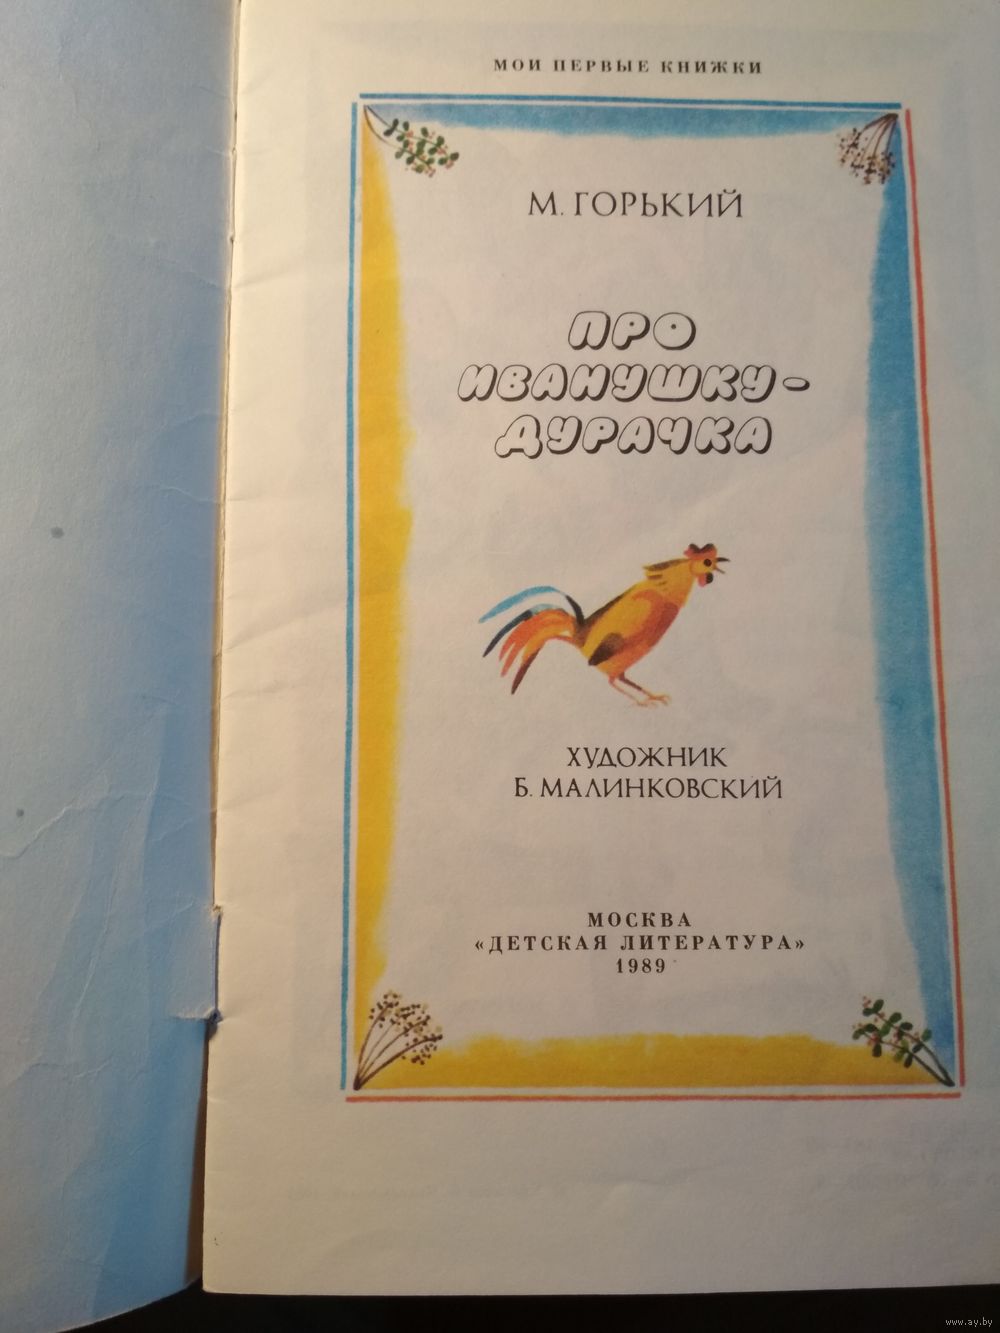 МОИ ПЕРВЫЕ КНИЖКИ
М. ГОРЬКИЙ
ПРО
ИВАНУШКУ-
ДУРАЧКА
ХУДОЖНИК
Б. МАЛИНКОВСКИЙ
МОСКВА
«ДЕТСКАЯ ЛИТЕРАТУРА»
1989
www.ay.by